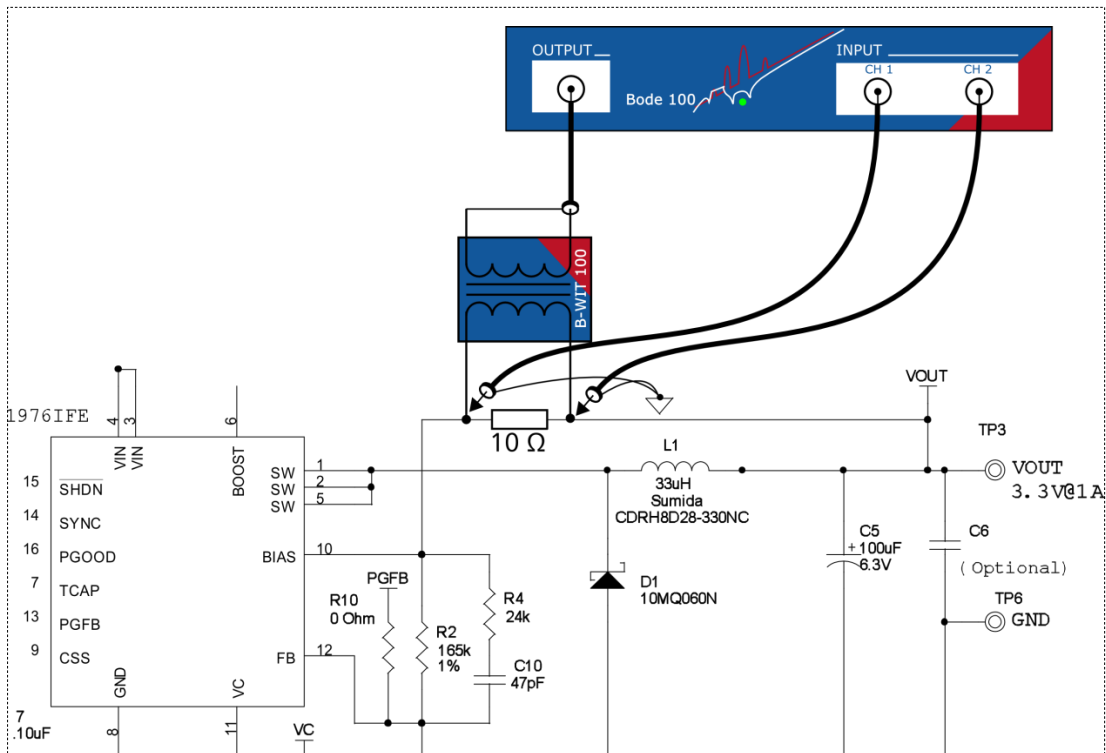 OUTPUT
INPUT
CH 1
CH 2
Bode 100
B-WIT 100
VOUT
10 Ω
1976IFE
4
3
6
VIN
VIN
BOOST
SW
1
SW
2
SW
5
15
SHDN
14
SYNC
16
PGOOD
BIAS
10
7
TCAP
13
PGFB
9
CSS
FB
12
GND
VC
8
11
7
.10uF
VC
PGFB
R10
0 Ohm
R2
165k
1%
R4
24k
C10
47pF
L1
33uH
Sumida
CDRH8D28-330NC
D1
10MQ060N
C5
+
100uF
6.3V
C6
(Optional)
TP3
VOUT
3.3V@1A
TP6
GND